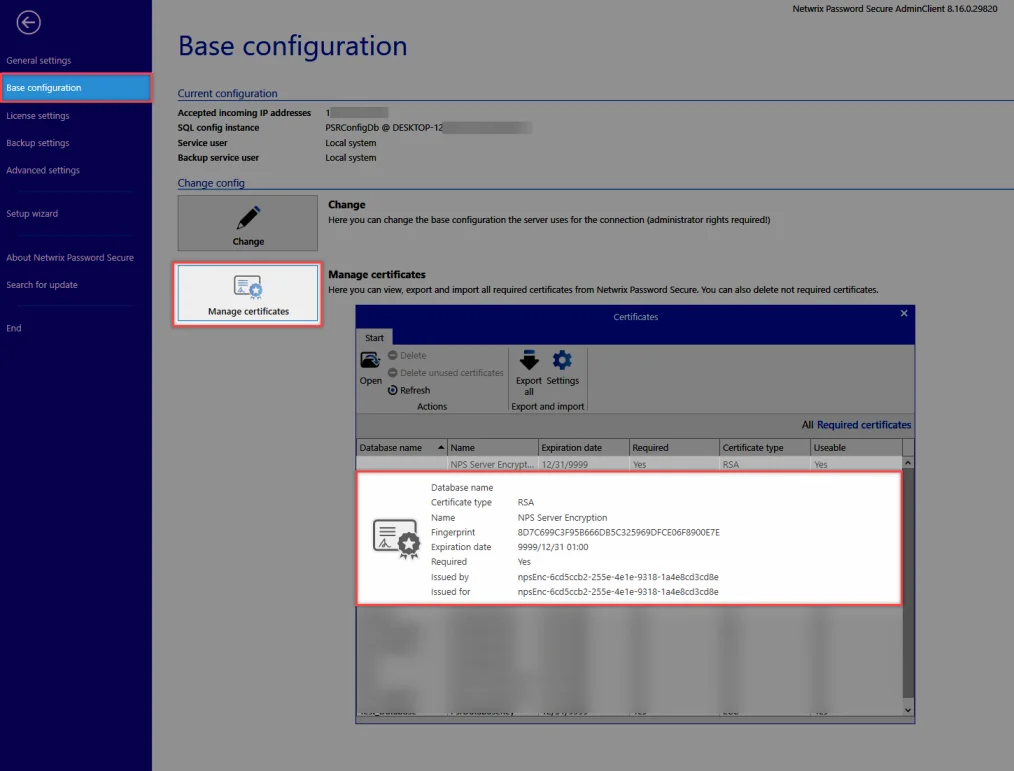 Netwrix Password Secure AdminClient 8.16.0.29820
Base configuration
General settings
Base configuration
License settings
Backup settings
Advanced settings
Setup wizard
About Netwrix Password Secure
Search for update
End
Current configuration
Accepted incoming IP addresses 1
SQL config instance PSRConfigDb @ DESKTOP-12
Service user Local system
Backup service user Local system
Change config
Change
Change
Here you can change the base configuration the server uses for the connection (administrator rights required!)
Manage certificates
Manage certificates
Here you can view, export and import all required certificates from Netwrix Password Secure. You can also delete not required certificates.
Certificates
Start
Open
Delete
Delete unused certificates
Refresh
Actions
Export all
Settings
Export and import
All Required certificates
Database name Name Expiration date Required Certificate type Useable
NPS Server Encrypt... 12/31/9999 Yes RSA Yes
Database name
Certificate type RSA
Name NPS Server Encryption
Fingerprint 8D7C699C3F95B666DB5C325969DFCE06F8900E7E
Expiration date 9999/12/31 01:00
Required Yes
Issued by npsEnc-6cd5ccb2-255e-4e1e-9318-1a4e8cd3cd8e
Issued for npsEnc-6cd5ccb2-255e-4e1e-9318-1a4e8cd3cd8e